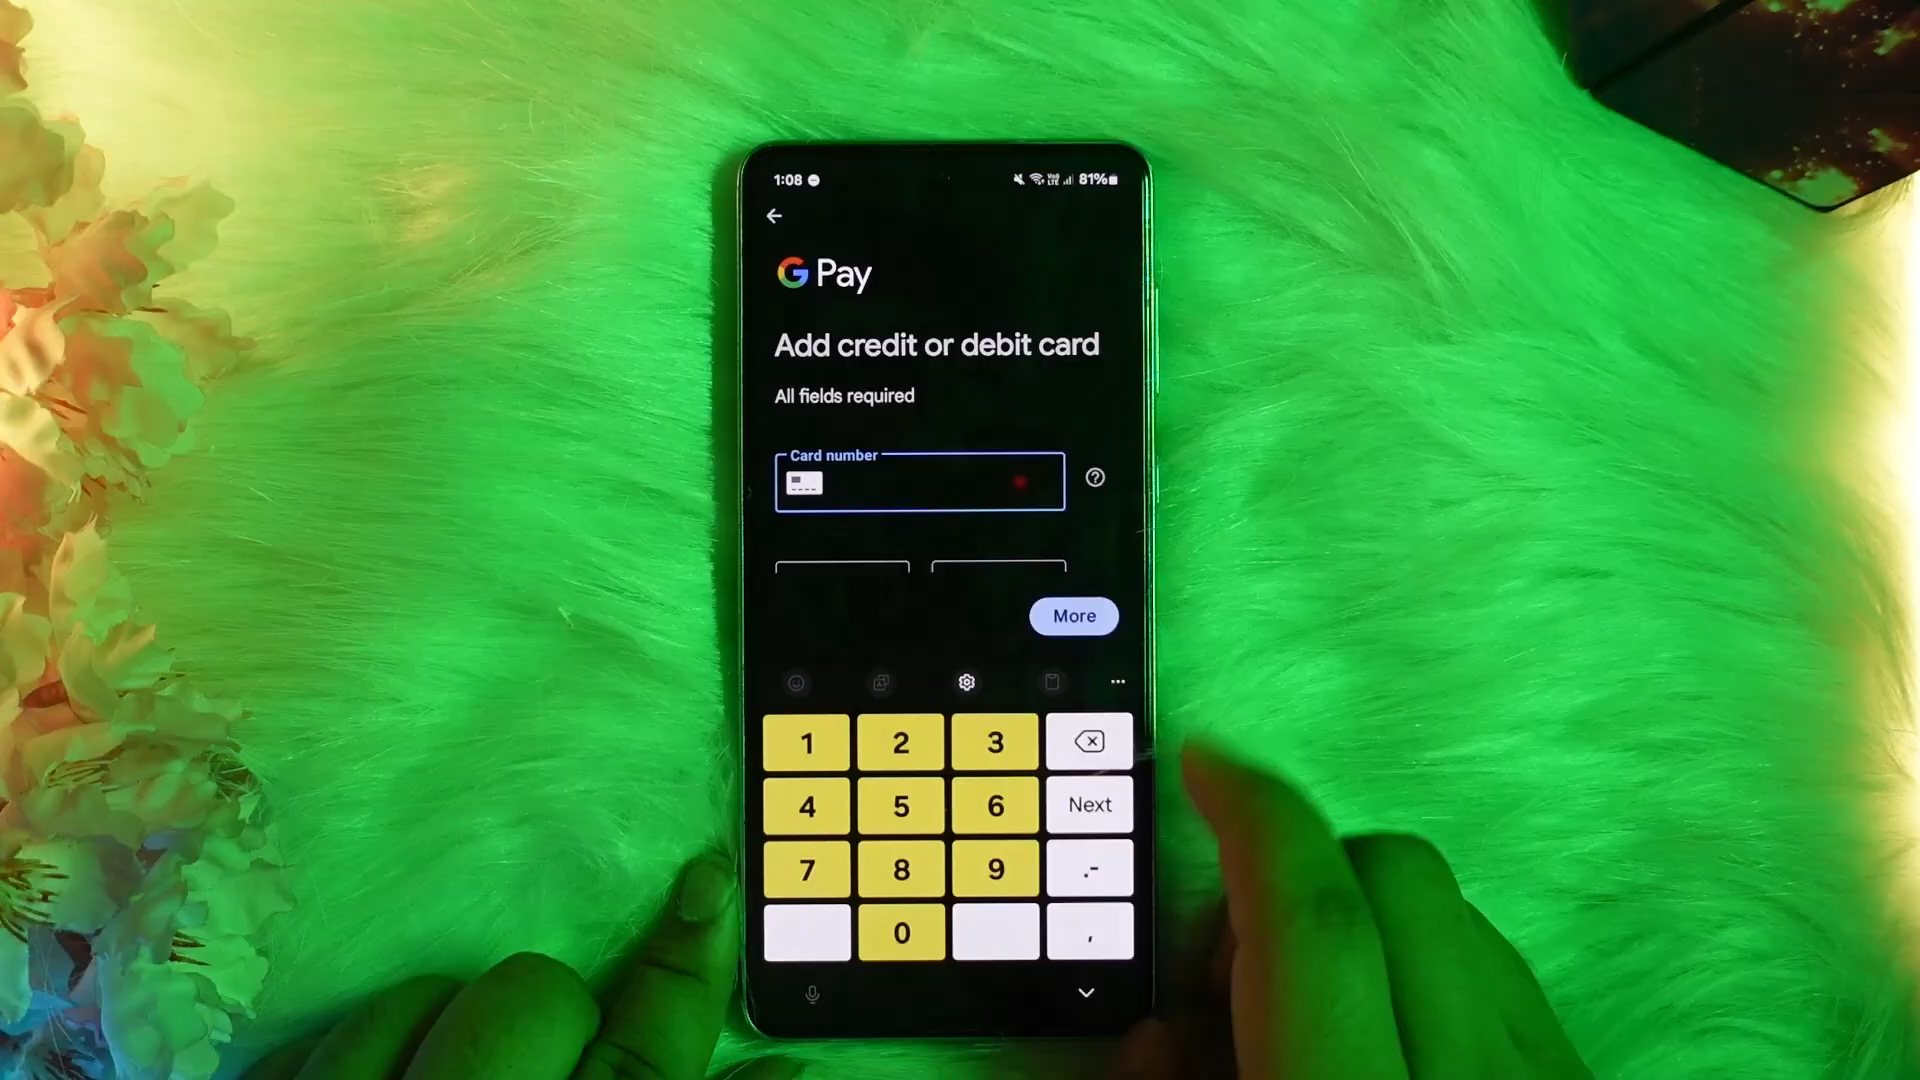 1:08 81%
G Pay
Add credit or debit card
All fields required
Card number
More
1 2 3
4 5 6 Next
7 8 9 .-
0 ,